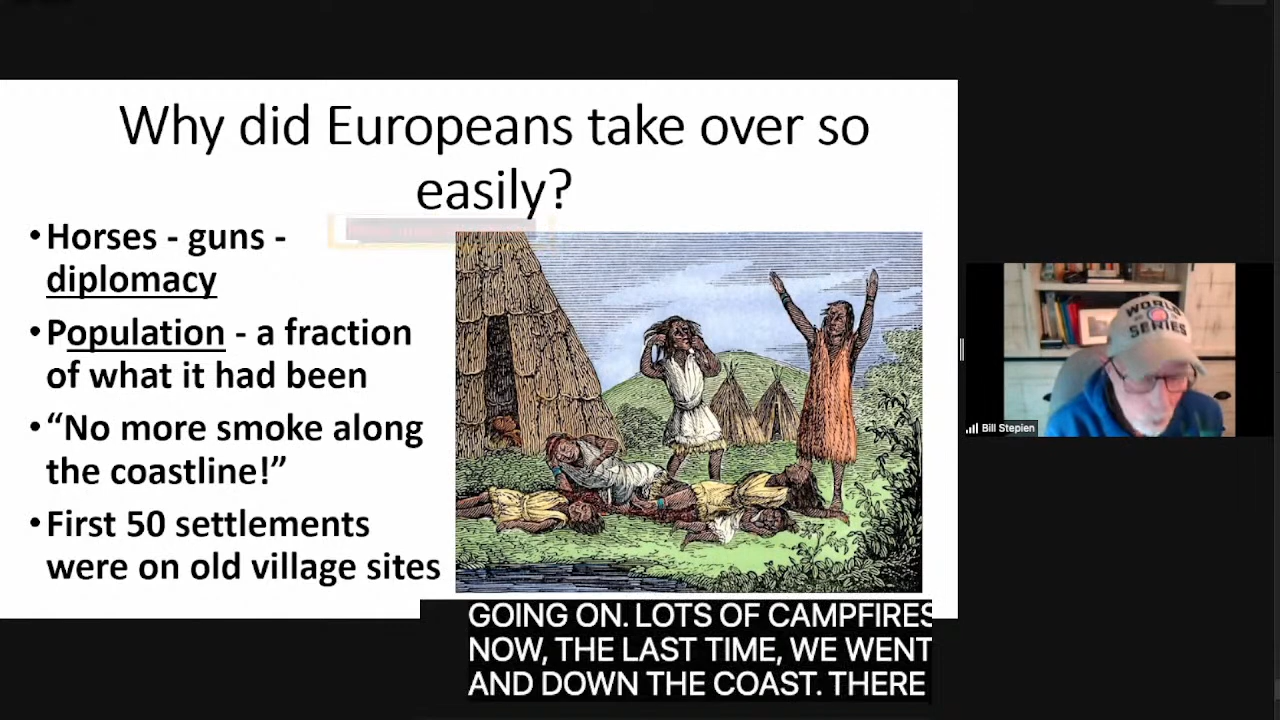 Why did Europeans take over so
easily?
• Horses - guns -
diplomacy
• Population - a fraction
of what it had been
• “No more smoke along
the coastline!”
• First 50 settlements
were on old village sites
WORLD
SERIES
Bill Stepien
GOING ON. LOTS OF CAMPFIRES
NOW, THE LAST TIME, WE WENT
AND DOWN THE COAST. THERE